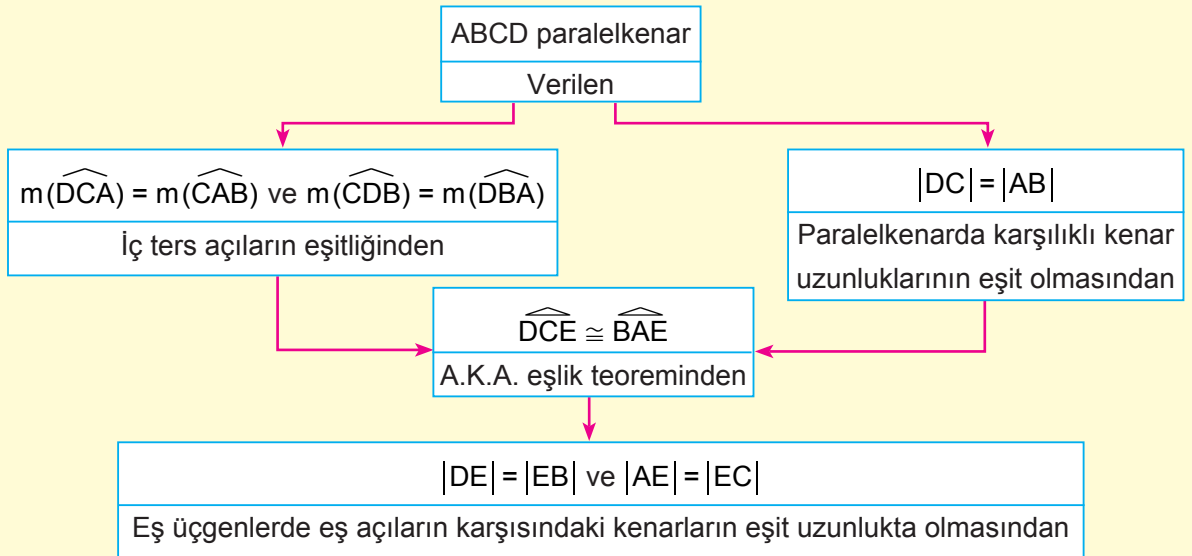 ABCD paralelkenar
Verilen
m(DCA) = m(CAB) ve m(CDB) = m(DBA)
İç ters açıların eşitliğinden
|DC| = |AB|
Paralelkenarda karşılıklı kenar
uzunluklarının eşit olmasından
DCE ≅ BAE
A.K.A. eşlik teoreminden
|DE| = |EB| ve |AE| = |EC|
Eş üçgenlerde eş açıların karşısındaki kenarların eşit uzunlukta olmasından